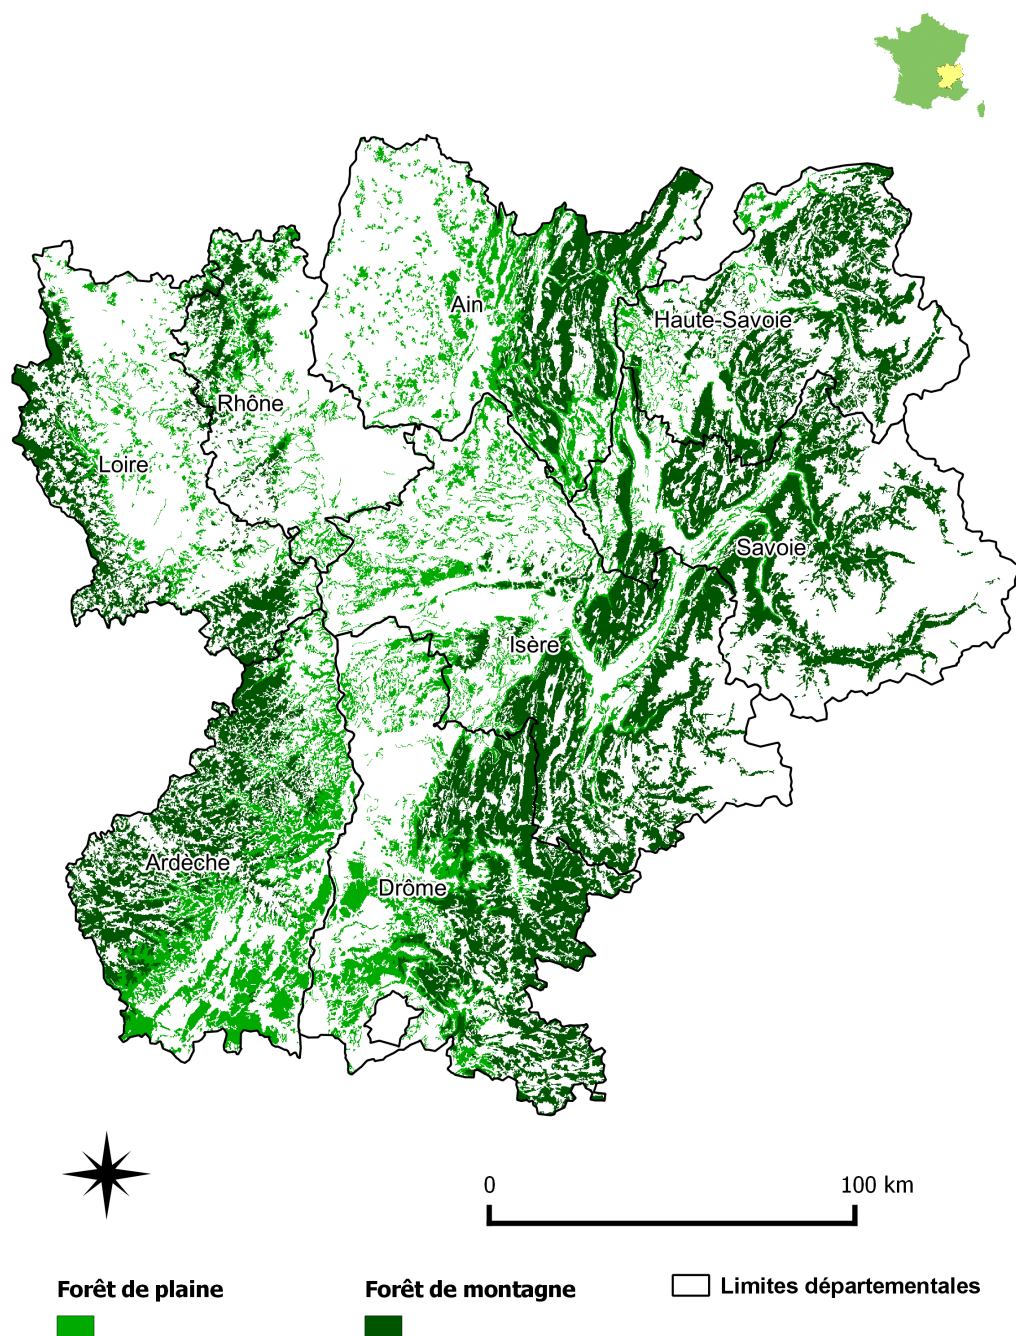 Ain
Haute-Savoie
Rhône
Loire
Savoie
Isère
Ardèche
Drôme
0 100 km
Forêt de plaine
Forêt de montagne
Limites départementales